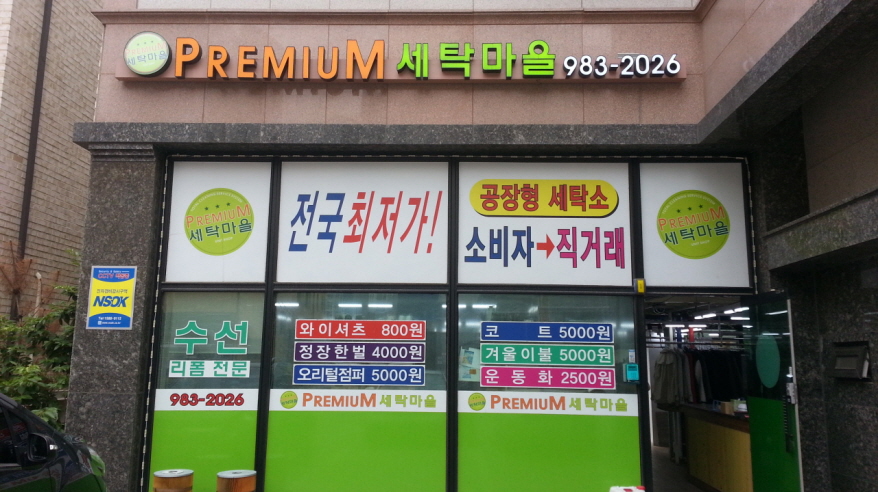 세탁마을
PREMIUM 세탁마을 983-2026
PREMIUM
세탁마을
전국최저가!
공장형 세탁소
소비자→직거래
PREMIUM
세탁마을
CCTV
NSOK
수선
리폼 전문
983-2026
와이셔츠 800원
정장한벌 4000원
오리털점퍼 5000원
PREMIUM 세탁마을
코트 5000원
겨울이불 5000원
운동화 2500원
PREMIUM 세탁마을